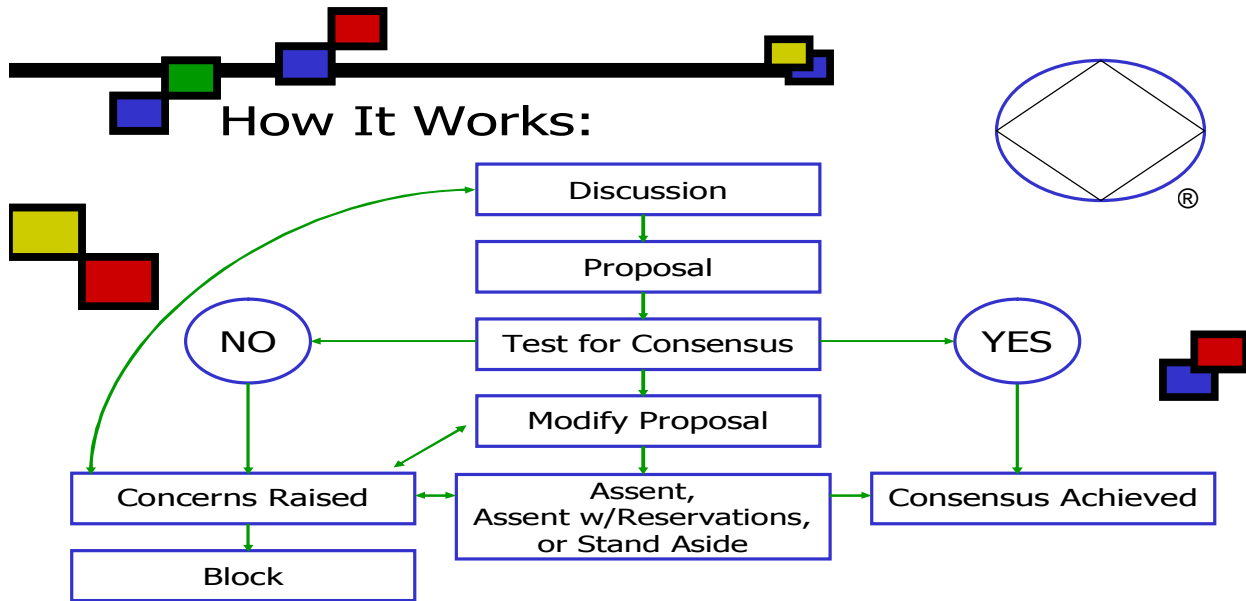 How It Works:
®
Discussion
Proposal
NO
Test for Consensus
YES
Modify Proposal
Concerns Raised
Assent,
Assent w/Reservations,
or Stand Aside
Consensus Achieved
Block